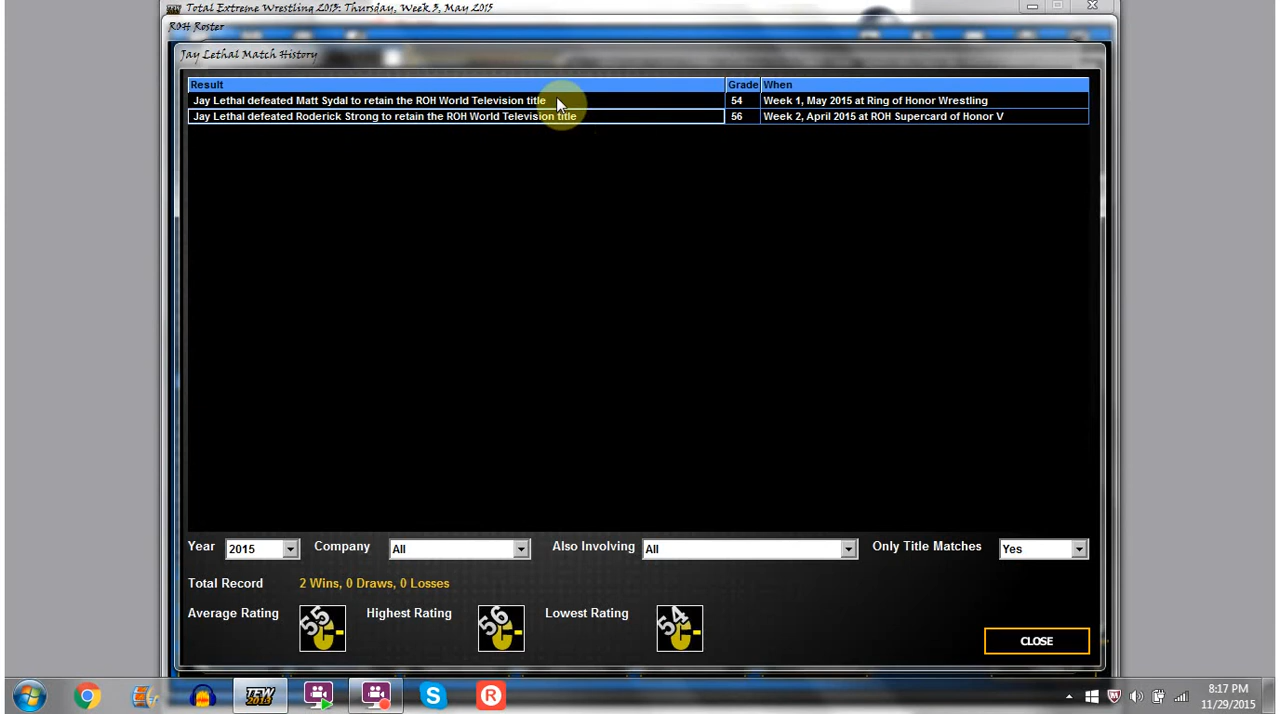 Total Extreme Wrestling 2013: Thursday, Week 3, May 2015
ROH Roster
Jay Lethal Match History
Result Grade When
Jay Lethal defeated Matt Sydal to retain the ROH World Television title 54 Week 1, May 2015 at Ring of Honor Wrestling
Jay Lethal defeated Roderick Strong to retain the ROH World Television title 56 Week 2, April 2015 at ROH Supercard of Honor V
Year 2015 Company All Also Involving All Only Title Matches Yes
Total Record 2 Wins, 0 Draws, 0 Losses
Average Rating 55 C- Highest Rating 56 C- Lowest Rating 54 C-
CLOSE
TEW 2013 S R 8:17 PM
11/29/2015